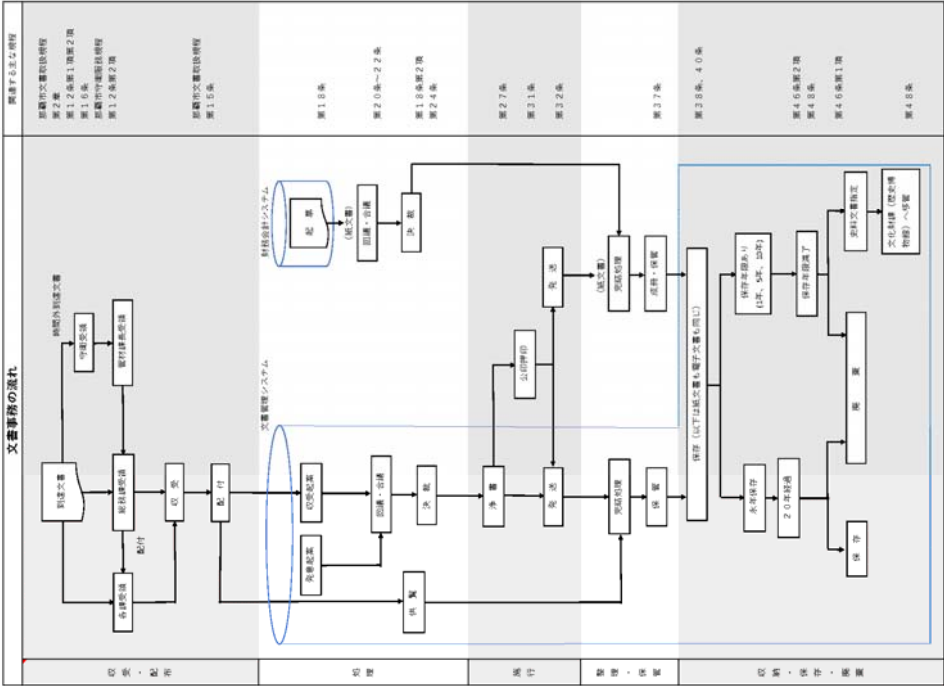 文書事務の流れ
関連する主な規程
収受・配布
到達文書
時間外到達文書
守衛受領
管財課長受領
総務課受領
配付
各課受領
収受
配付
那覇市文書取扱規程
第2章
第12条第1項第2項
第16条
那覇市守衛服務規程
第12条第2項
那覇市文書取扱規程
第15条
処理
文書管理システム
財務会計システム
発意起案
収受起案
回議・合議
決裁
供覧
起票
(紙文書)
回議・合議
決裁
第18条
第20条~22条
第18条第2項
第24条
施行
浄書
公印押印
発送
発送
第27条
第31条
第32条
整理・保管
完結処理
保管
(紙文書)
完結処理
成冊・保管
第37条
収納・保存・廃棄
保存(以下は紙文書も電子文書も同じ)
永年保存
20年経過
保存
廃棄
保存年限あり
(1年、5年、10年)
保存年限満了
史料文書指定
文化財課(歴史博
物館)へ移管
第38条、40条
第46条第2項
第48条
第46条第1項
第48条